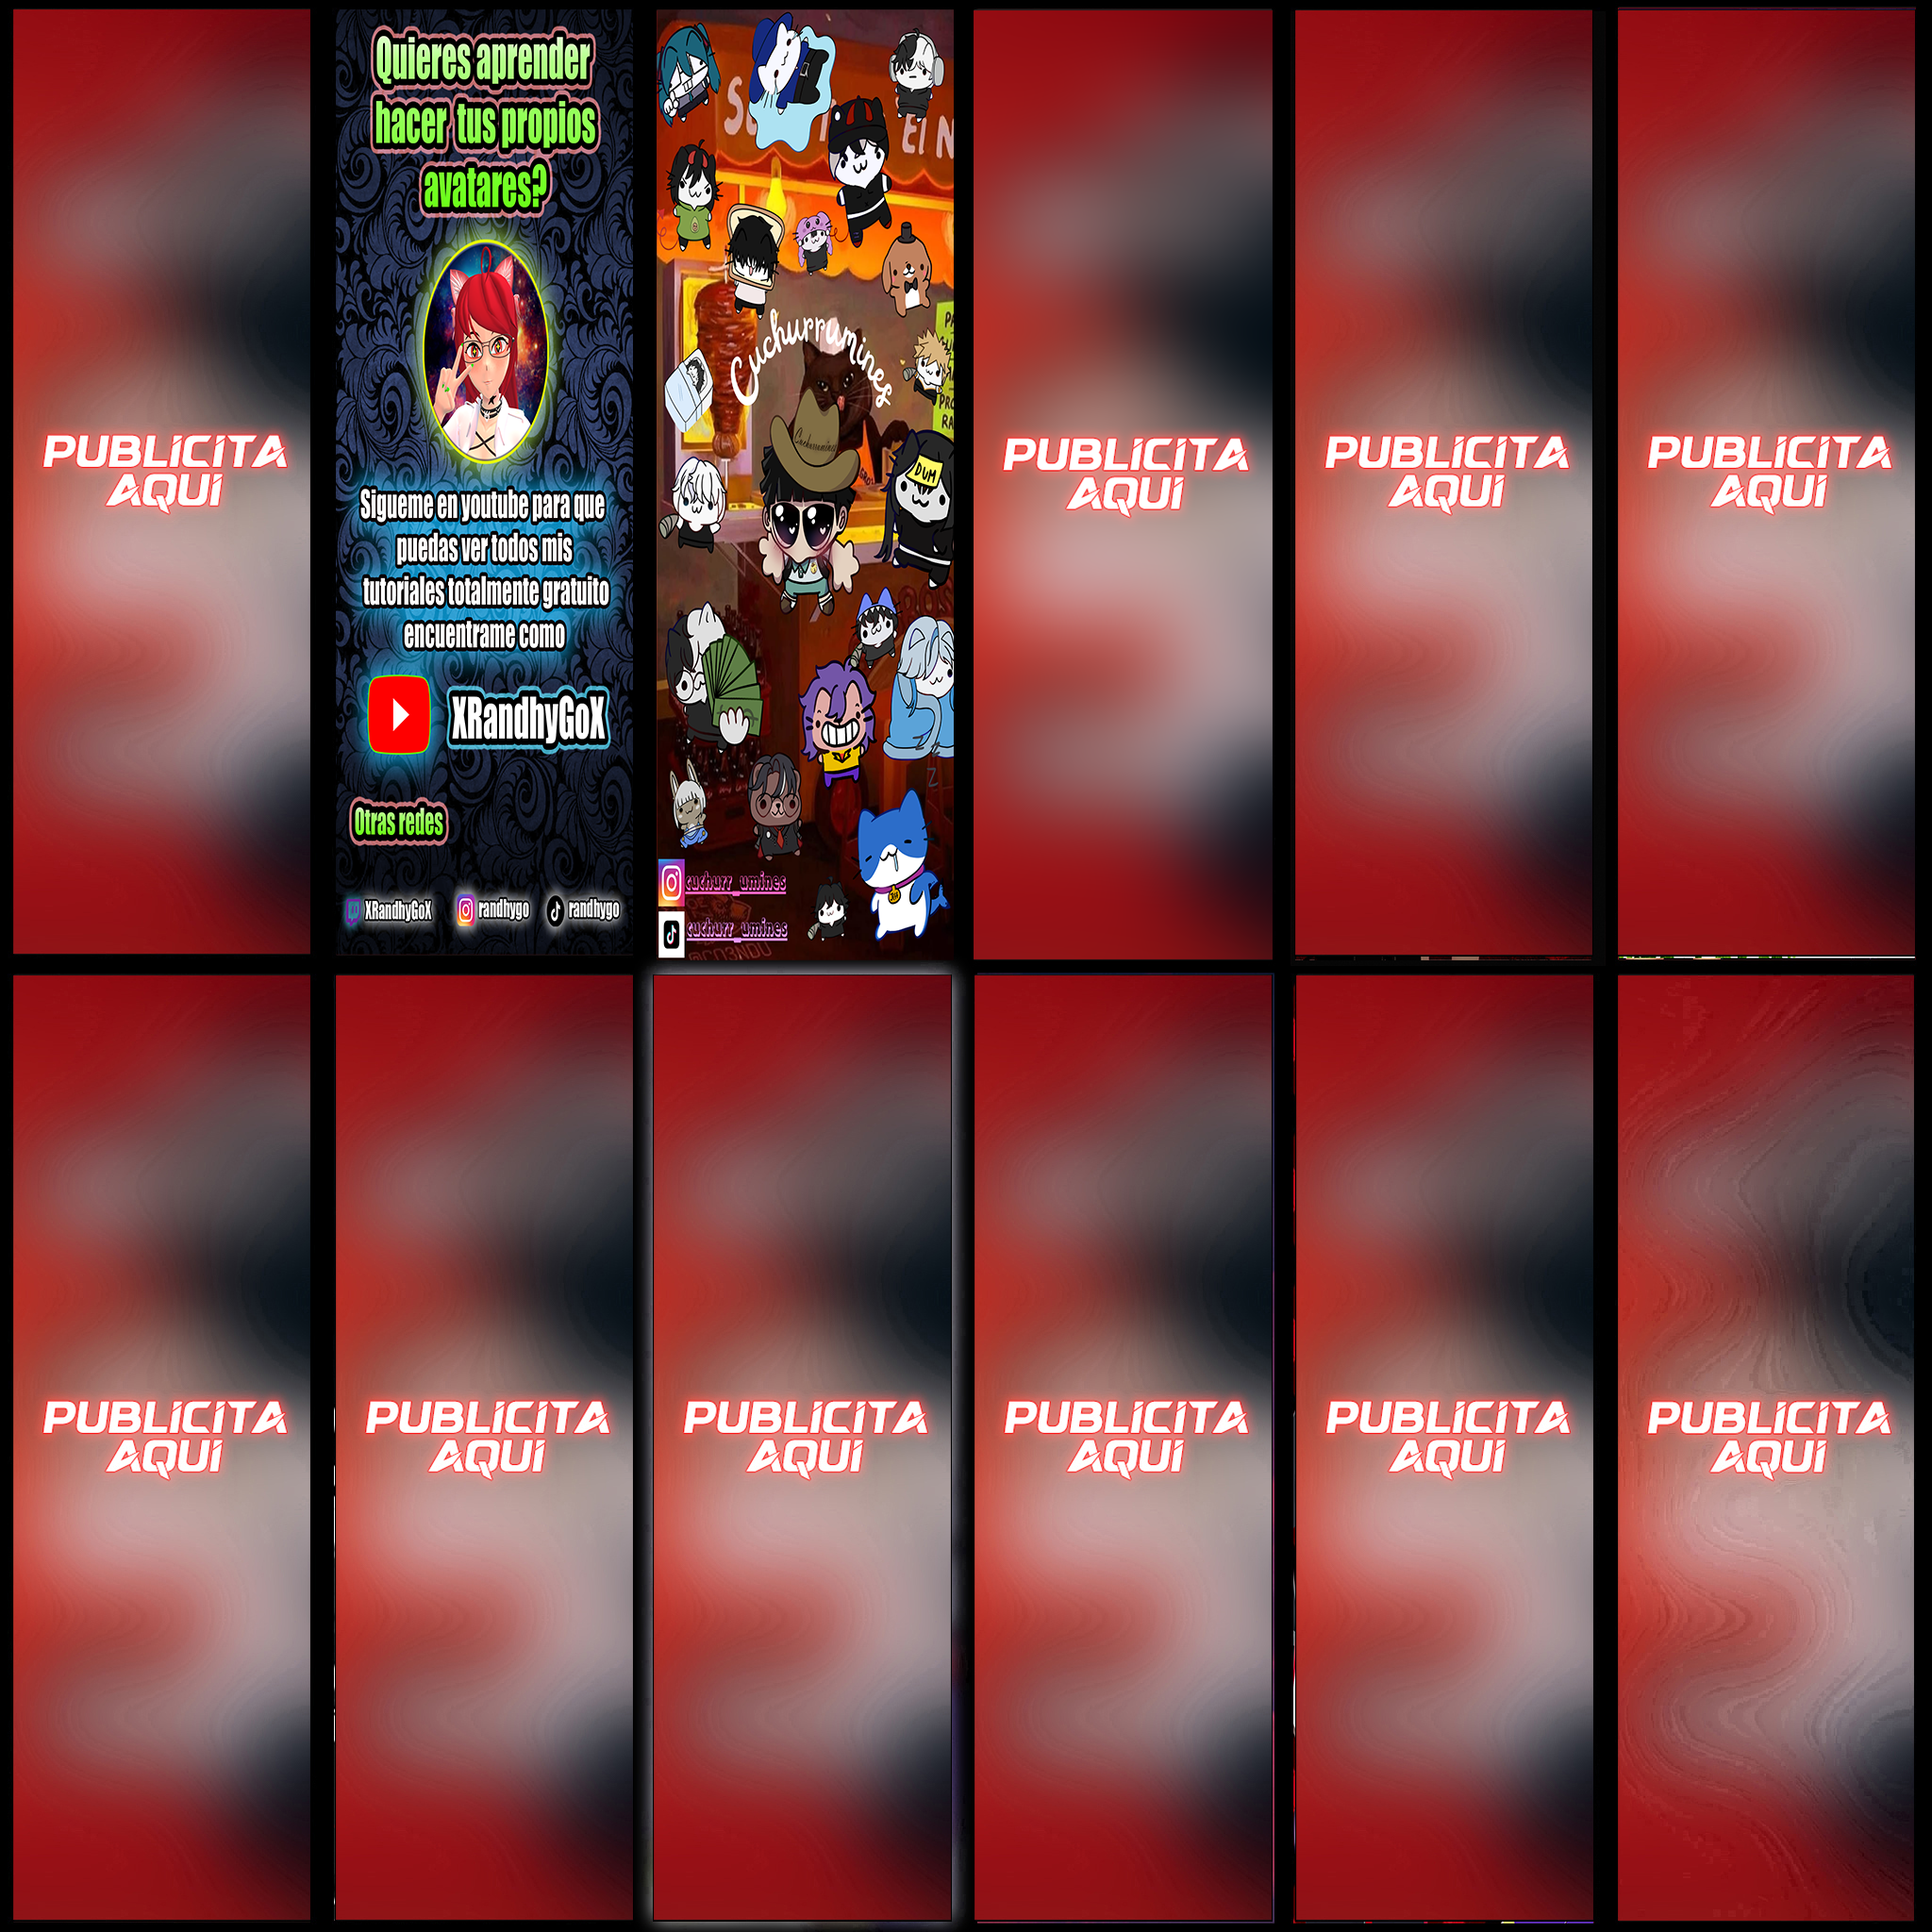 PUBLICITA
AQUI
Quieres aprender
hacer tus propios
avatares?
Sigueme en youtube para que
puedas ver todos mis
tutoriales totalmente gratuito
encuentrame como
XRandhyGoX
Otras redes
XRandhyGoX
randhygo
randhygo
El N
Cuchurrumines
Cuchurrumines
DUM
Z
cuchurr_umines
cuchurr_umines
PUBLICITA
AQUI
PUBLICITA
AQUI
PUBLICITA
AQUI
PUBLICITA
AQUI
PUBLICITA
AQUI
PUBLICITA
AQUI
PUBLICITA
AQUI
PUBLICITA
AQUI
PUBLICITA
AQUI